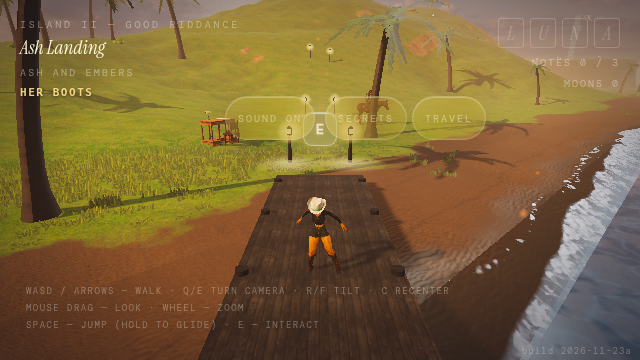 ISLAND II — GOOD RIDDANCE
Ash Landing
ASH AND EMBERS
HER BOOTS
L U N A
NOTES 0 / 3
MOONS 0
SOUND ON
SECRETS
TRAVEL
E
WASD / ARROWS — WALK · Q/E TURN CAMERA · R/F TILT · C RECENTER
MOUSE DRAG — LOOK · WHEEL — ZOOM
SPACE — JUMP (HOLD TO GLIDE) · E — INTERACT
build 2026-11-23a